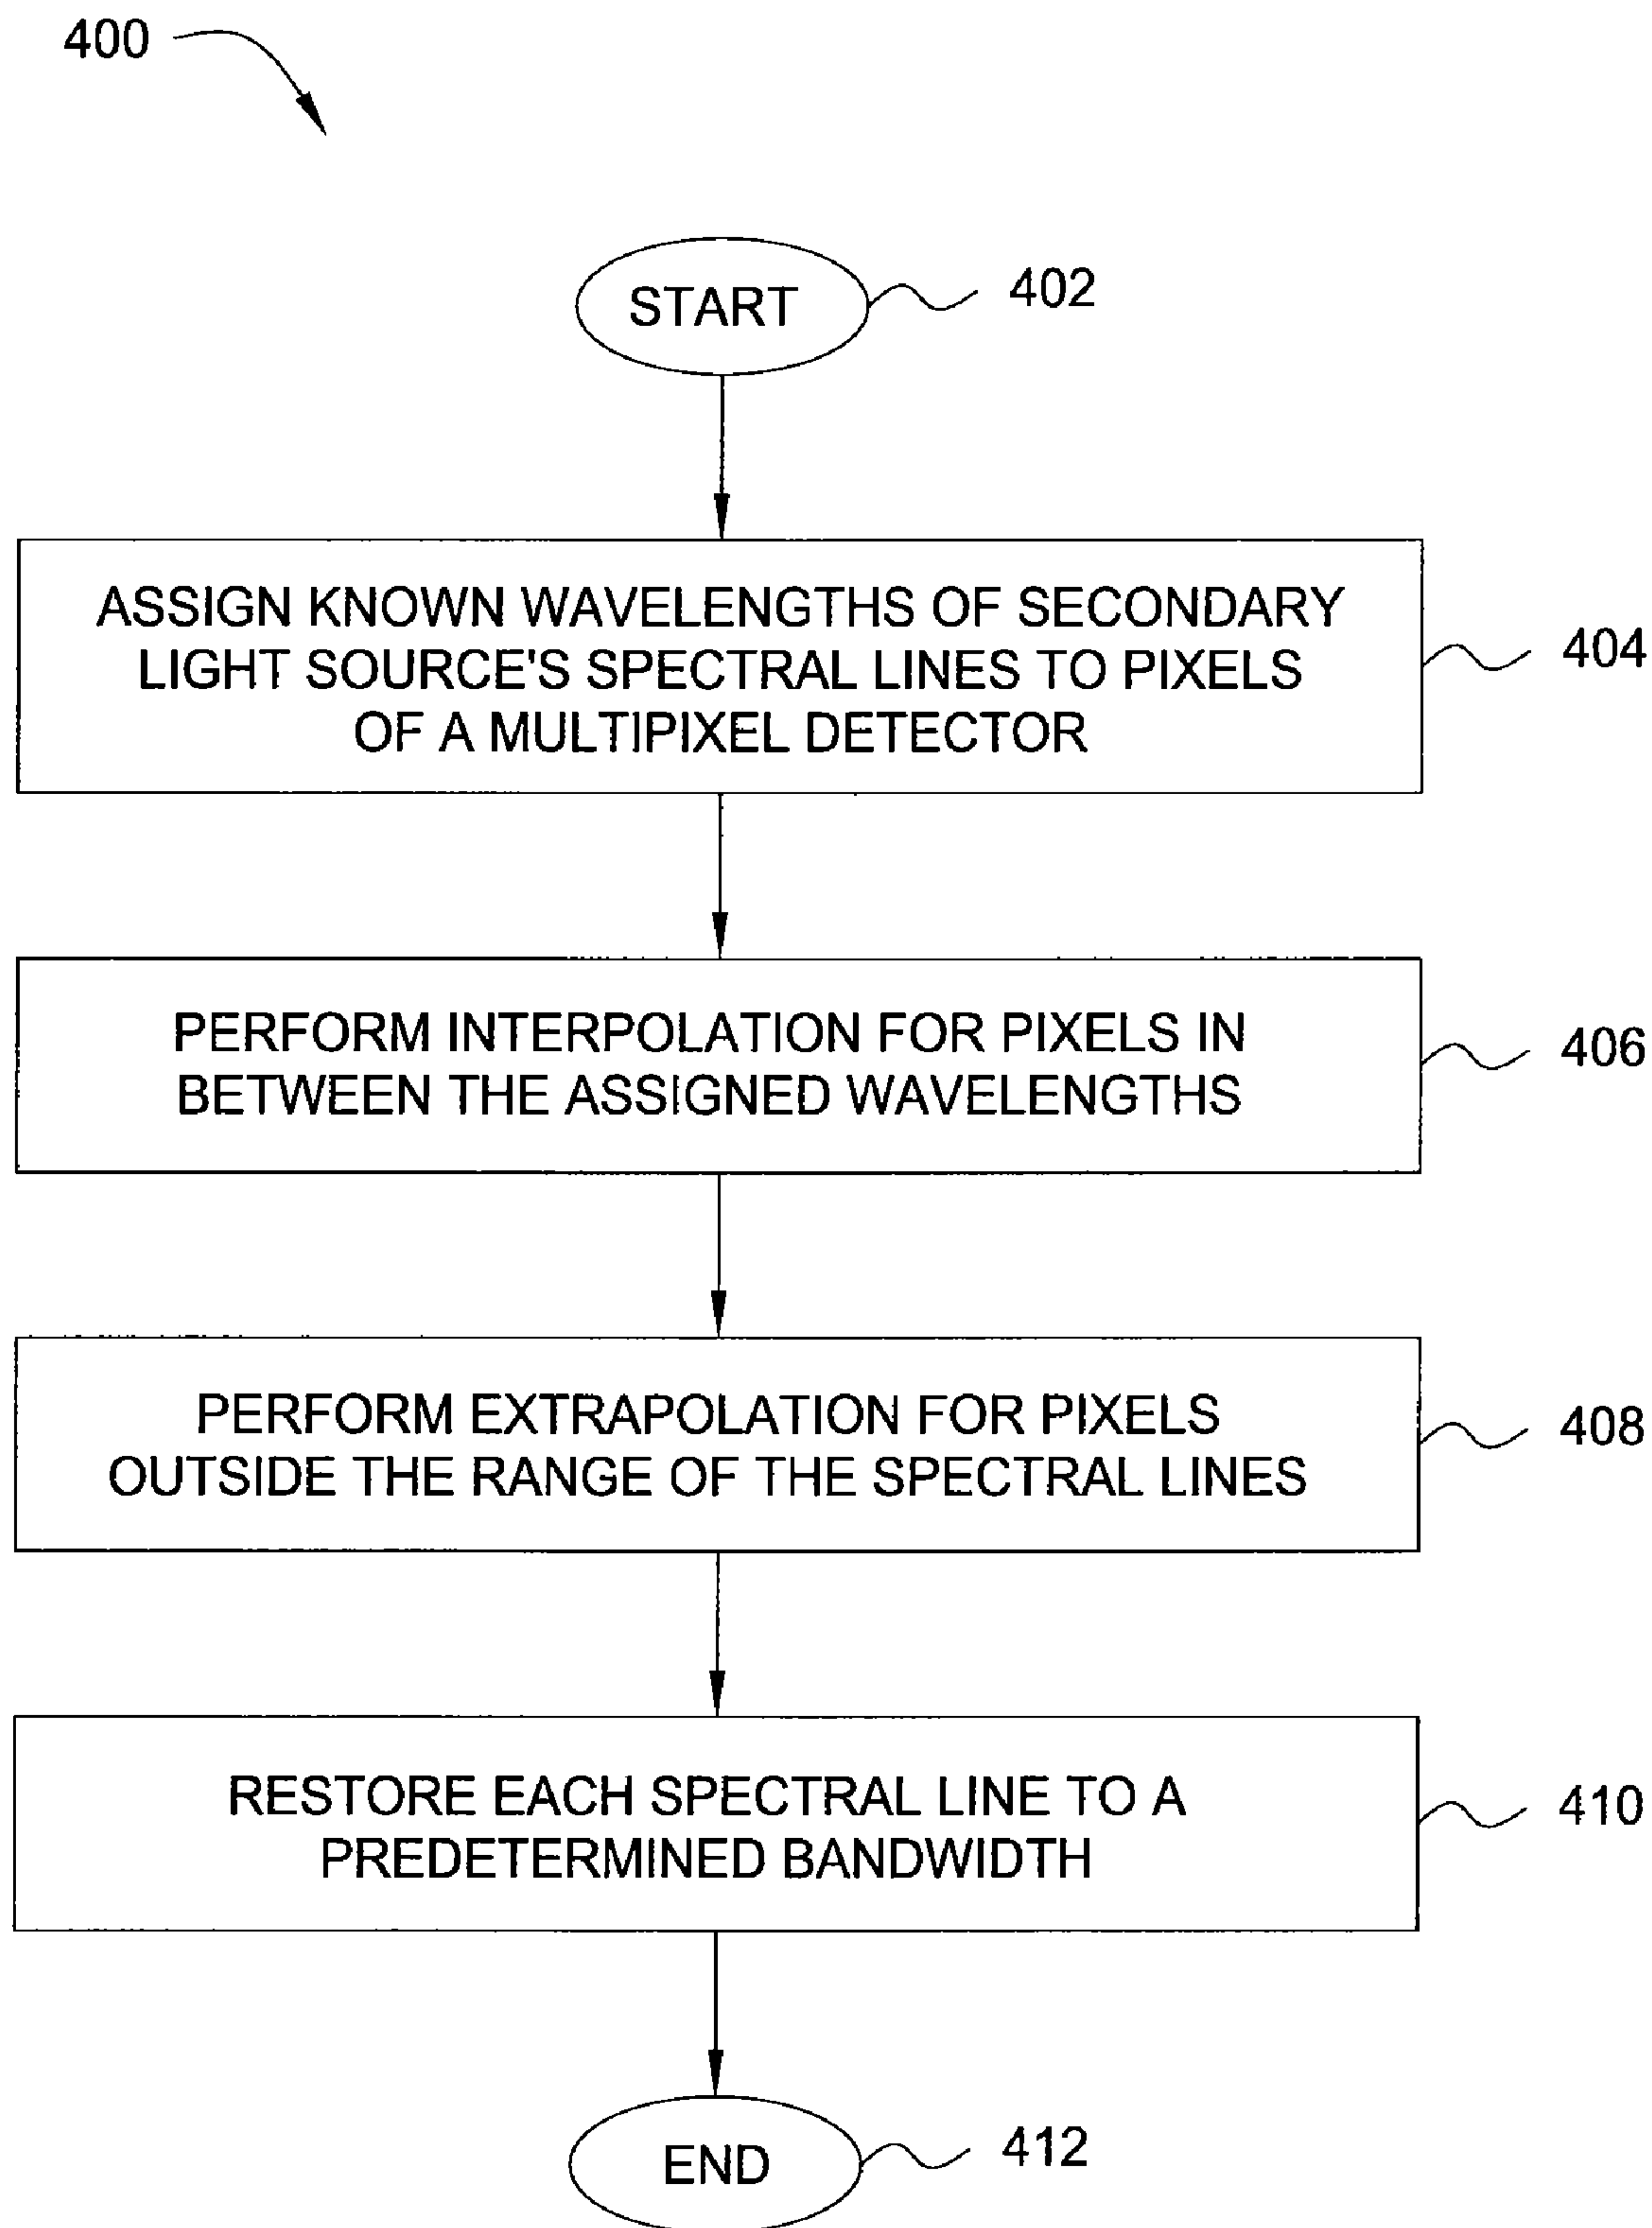 400
START
402
ASSIGN KNOWN WAVELENGTHS OF SECONDARY
LIGHT SOURCE'S SPECTRAL LINES TO PIXELS
OF A MULTIPIXEL DETECTOR
404
PERFORM INTERPOLATION FOR PIXELS IN
BETWEEN THE ASSIGNED WAVELENGTHS
406
PERFORM EXTRAPOLATION FOR PIXELS
OUTSIDE THE RANGE OF THE SPECTRAL LINES
408
RESTORE EACH SPECTRAL LINE TO A
PREDETERMINED BANDWIDTH
410
END
412